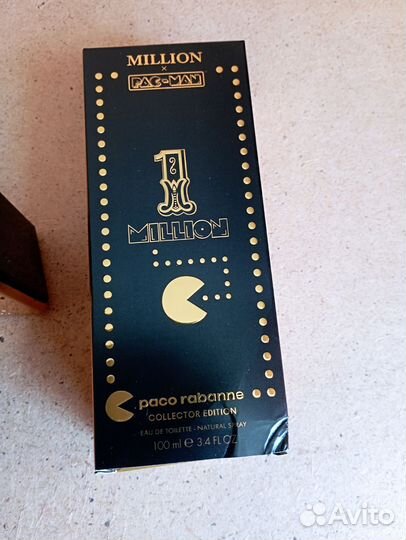 MILLION
×
PAC-MAN
1
MILLION
paco rabanne
COLLECTOR EDITION
EAU DE TOILETTE - NATURAL SPRAY
100 ml ℮ 3.4 FL OZ
Avito